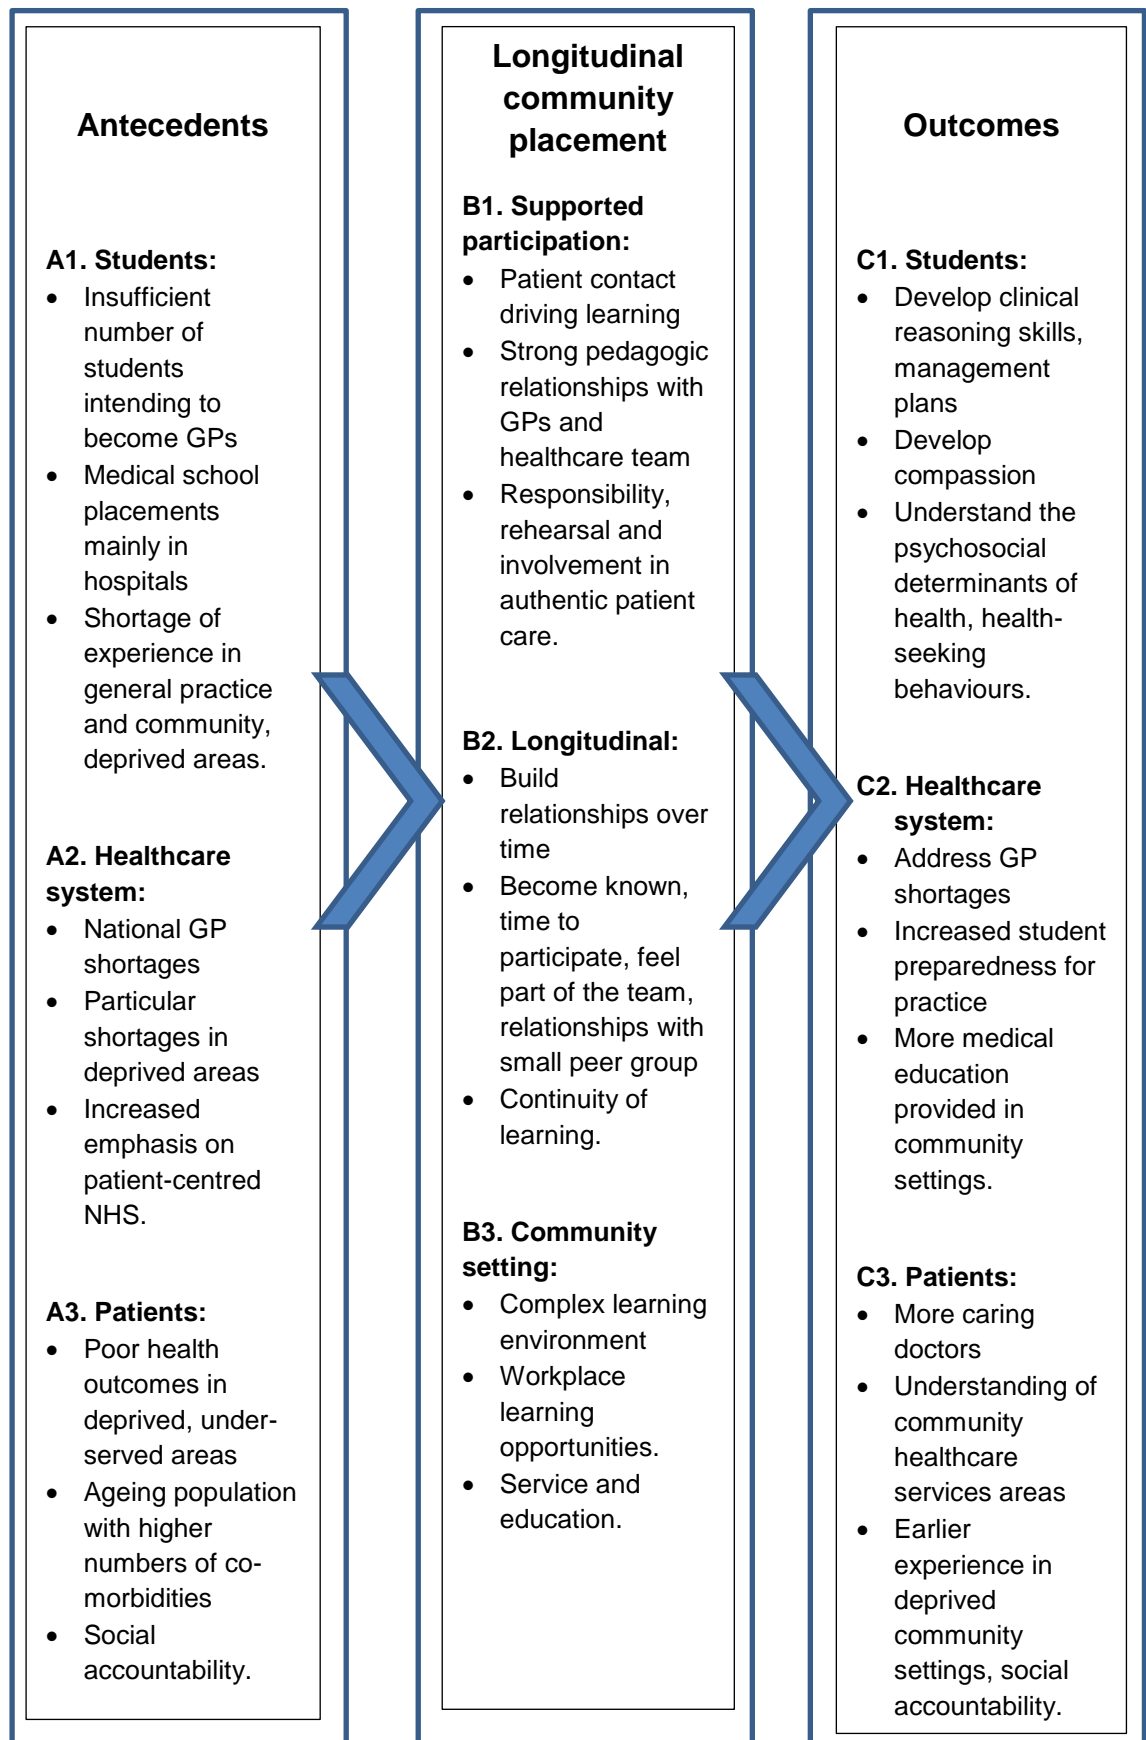 Antecedents
A1. Students:
• Insufficient
number of
students
intending to
become GPs
• Medical school
placements
mainly in
hospitals
• Shortage of
experience in
general practice
and community,
deprived areas.
A2. Healthcare
system:
• National GP
shortages
• Particular
shortages in
deprived areas
• Increased
emphasis on
patient-centred
NHS.
A3. Patients:
• Poor health
outcomes in
deprived, under-
served areas
• Ageing population
with higher
numbers of co-
morbidities
• Social
accountability.
Longitudinal
community
placement
B1. Supported
participation:
• Patient contact
driving learning
• Strong pedagogic
relationships with
GPs and
healthcare team
• Responsibility,
rehearsal and
involvement in
authentic patient
care.
B2. Longitudinal:
• Build
relationships over
time
• Become known,
time to
participate, feel
part of the team,
relationships with
small peer group
• Continuity of
learning.
B3. Community
setting:
• Complex learning
environment
• Workplace
learning
opportunities.
• Service and
education.
Outcomes
C1. Students:
• Develop clinical
reasoning skills,
management
plans
• Develop
compassion
• Understand the
psychosocial
determinants of
health, health-
seeking
behaviours.
C2. Healthcare
system:
• Address GP
shortages
• Increased student
preparedness for
practice
• More medical
education
provided in
community
settings.
C3. Patients:
• More caring
doctors
• Understanding of
community
healthcare
services areas
• Earlier
experience in
deprived
community
settings, social
accountability.